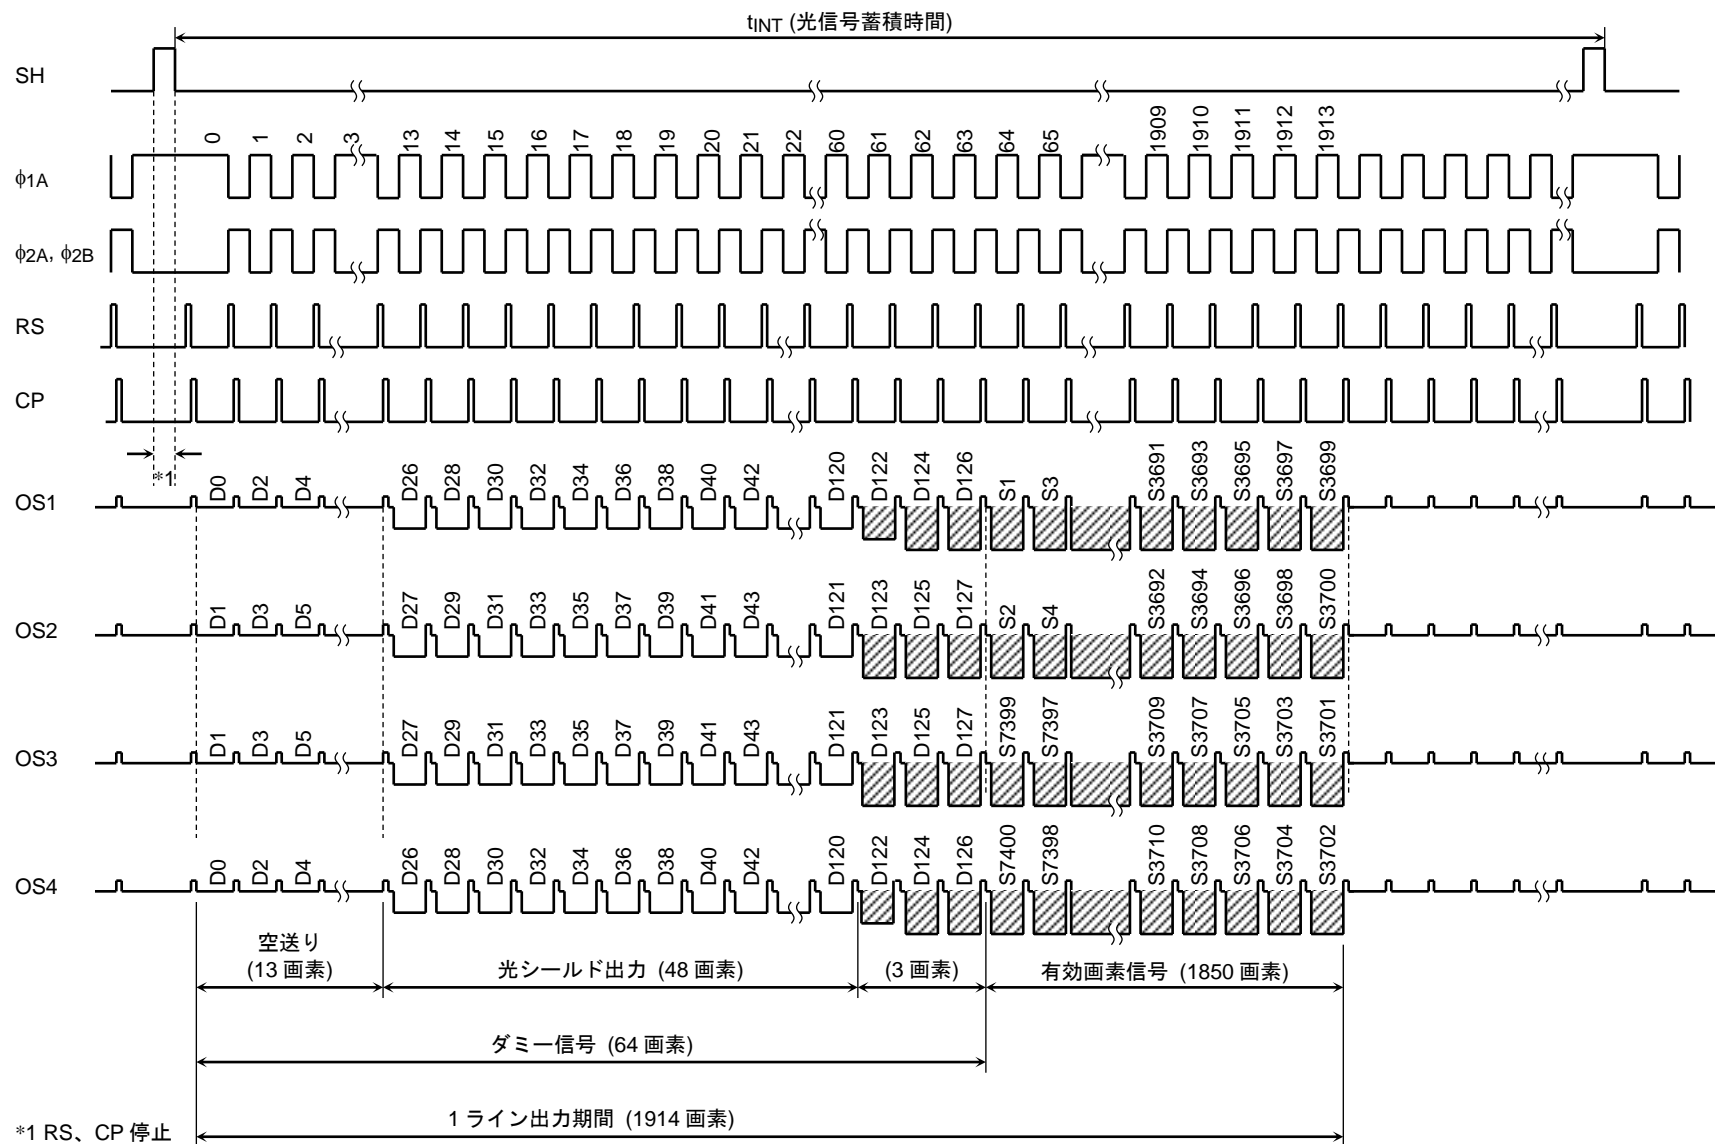 tINT (光信号蓄積時間)
SH
0 1 2 3 13 14 15 16 17 18 19 20 21 22 60 61 62 63 64 65 1909 1910 1911 1912 1913
ϕ1A
ϕ2A, ϕ2B
RS
CP
*1
OS1 D0 D2 D4 D26 D28 D30 D32 D34 D36 D38 D40 D42 D120 D122 D124 D126 S1 S3 S3691 S3693 S3695 S3697 S3699
OS2 D1 D3 D5 D27 D29 D31 D33 D35 D37 D39 D41 D43 D121 D123 D125 D127 S2 S4 S3692 S3694 S3696 S3698 S3700
OS3 D1 D3 D5 D27 D29 D31 D33 D35 D37 D39 D41 D43 D121 D123 D125 D127 S7399 S7397 S3709 S3707 S3705 S3703 S3701
OS4 D0 D2 D4 D26 D28 D30 D32 D34 D36 D38 D40 D42 D120 D122 D124 D126 S7400 S7398 S3710 S3708 S3706 S3704 S3702
空送り
(13 画素) 光シールド出力 (48 画素) (3 画素) 有効画素信号 (1850 画素)
ダミー信号 (64 画素)
1 ライン出力期間 (1914 画素)
*1 RS、CP 停止